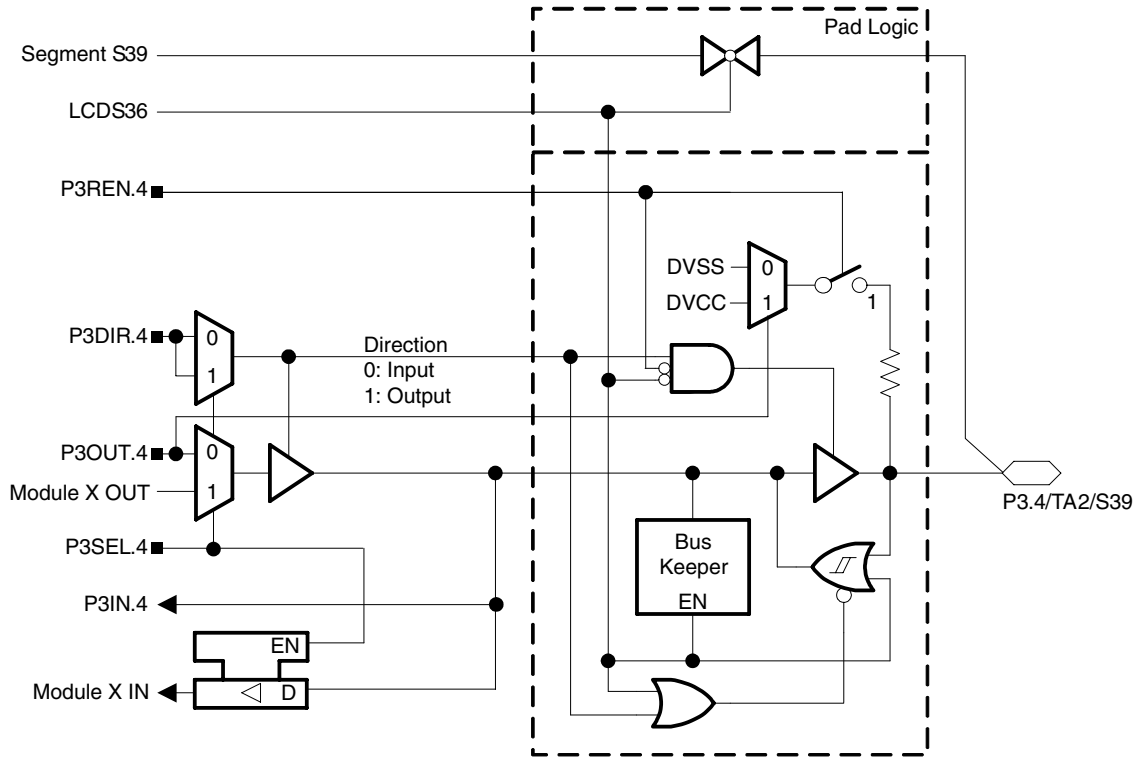 Pad Logic
Segment S39
LCDS36
P3REN.4
DVSS
0
DVCC
1
1
P3DIR.4
0
1
Direction
0: Input
1: Output
P3OUT.4
0
Module X OUT
1
P3.4/TA2/S39
P3SEL.4
Bus
Keeper
EN
P3IN.4
EN
Module X IN
D